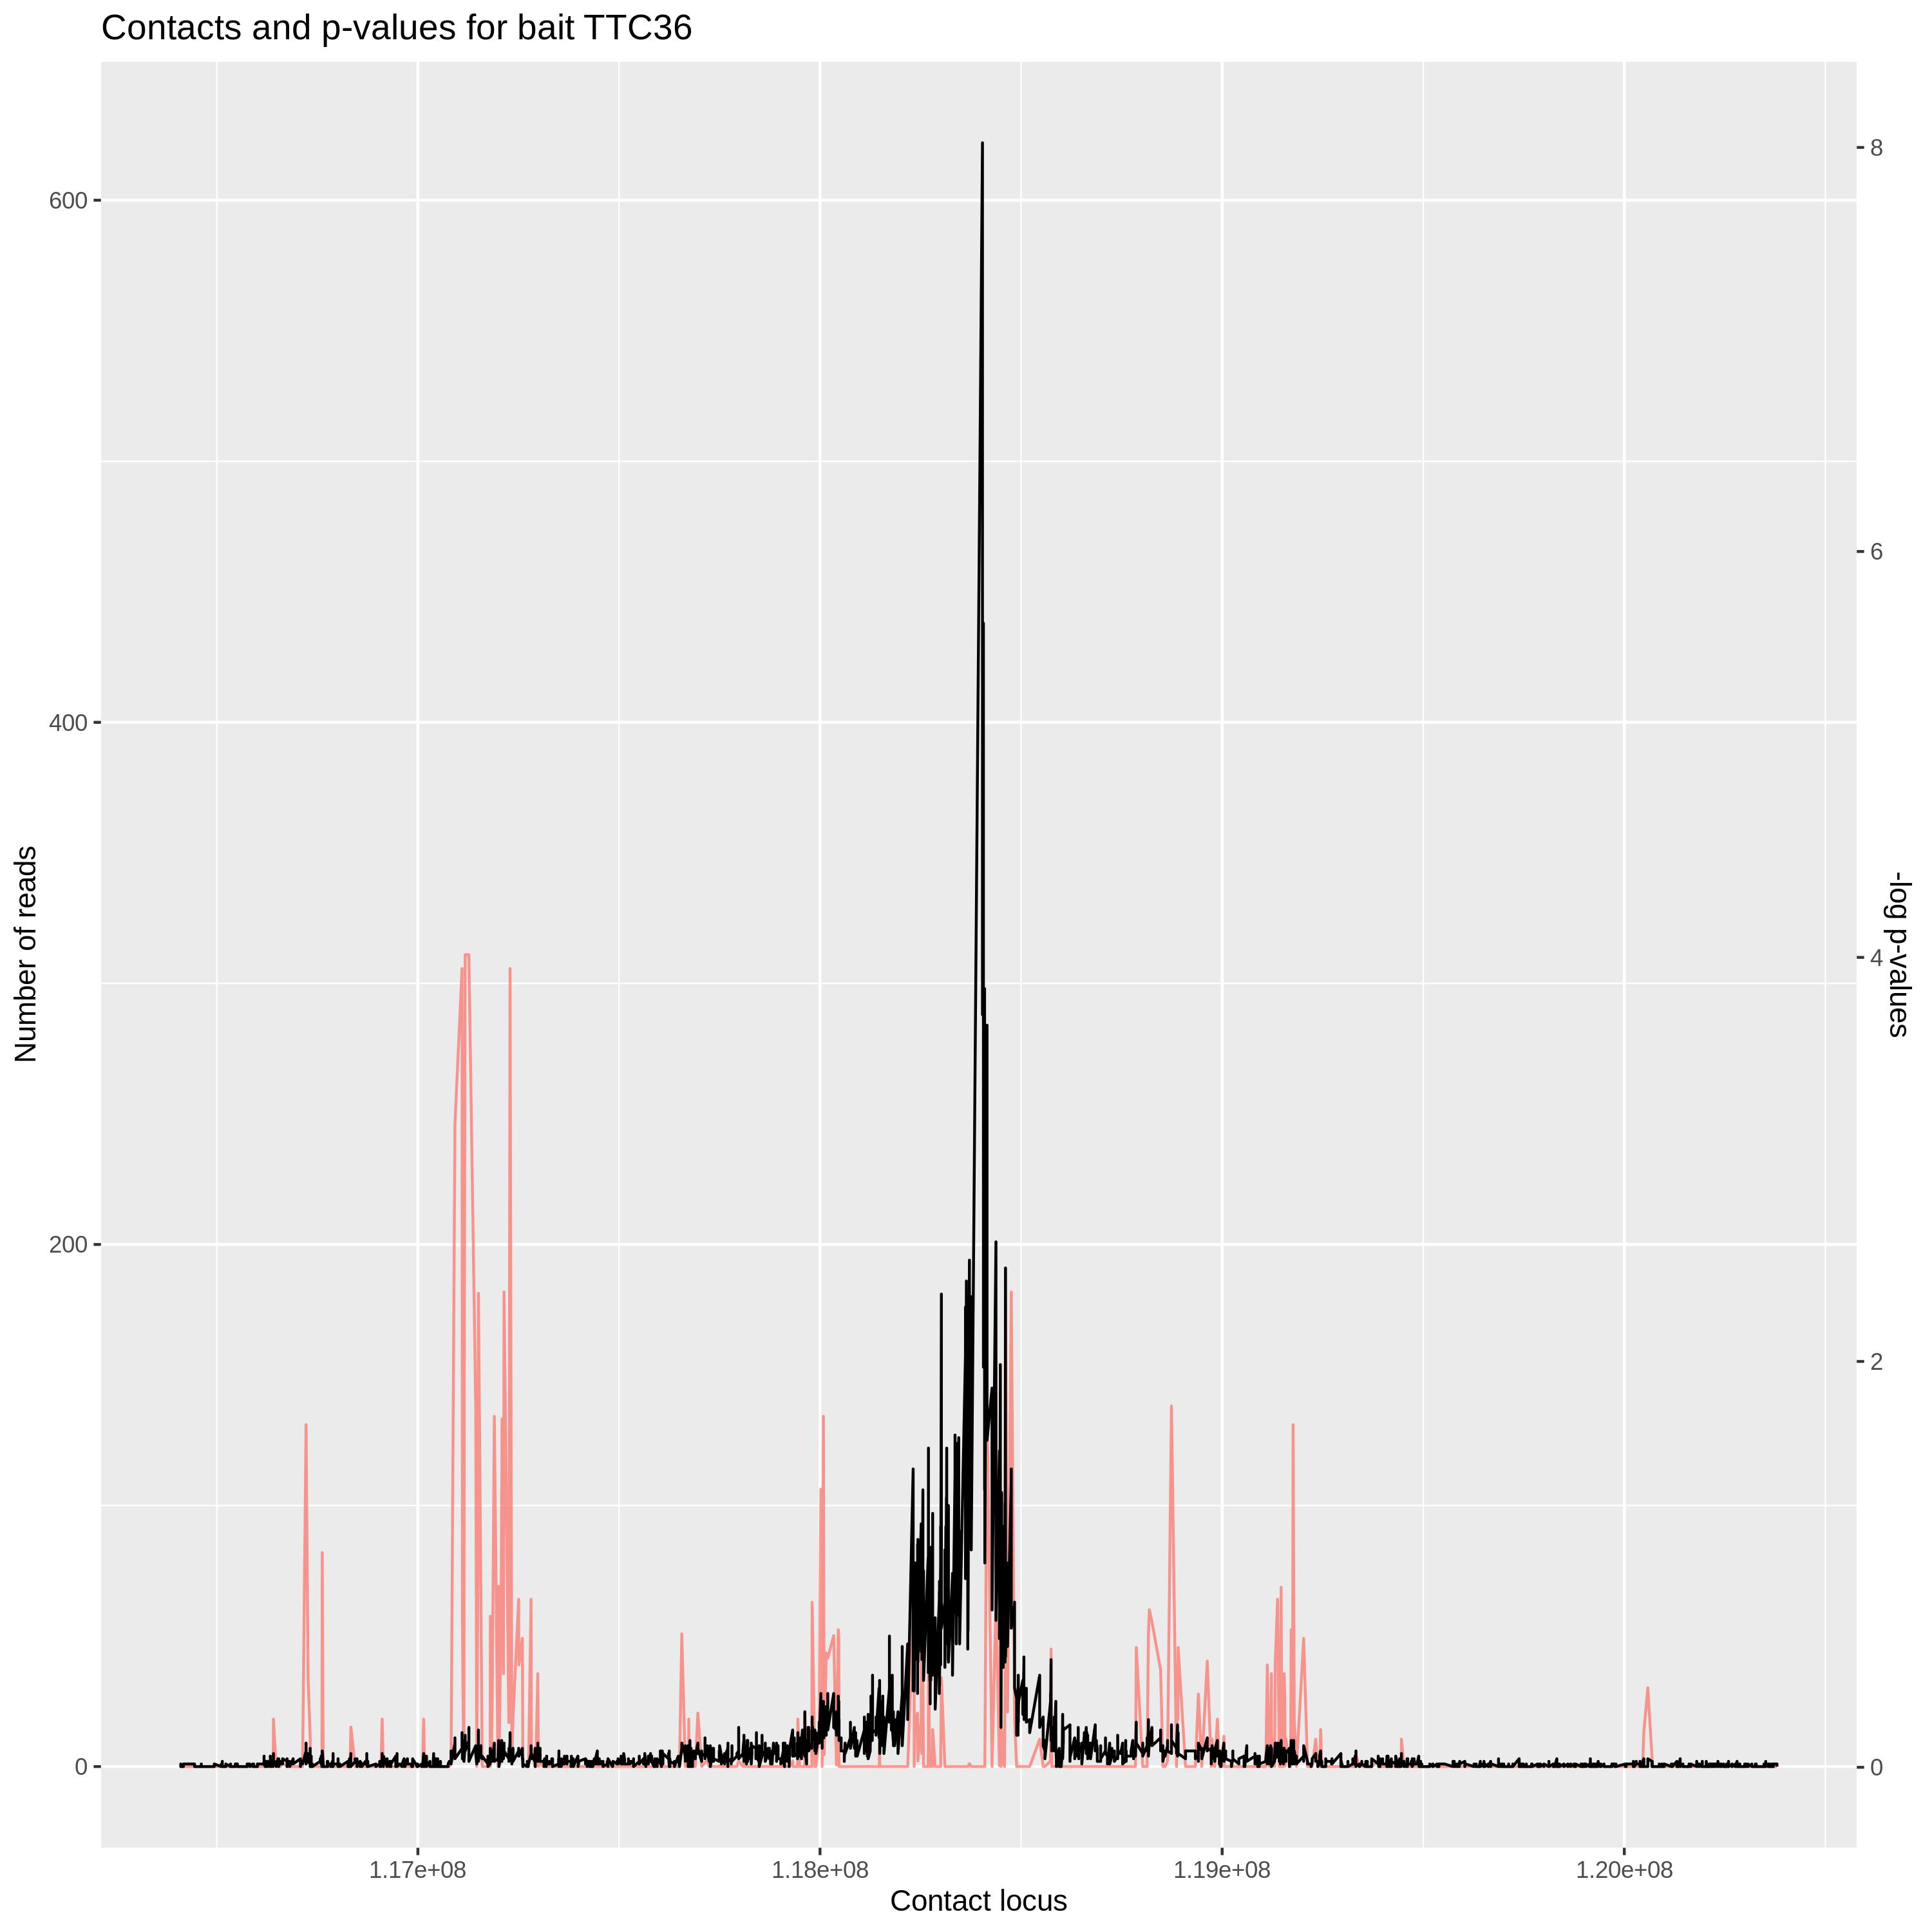 Contacts and p-values for bait TTC36
600
400
200
0
Number of reads
8
6
4
2
0
-log p-values
1.17e+08
1.18e+08
1.19e+08
1.20e+08
Contact locus